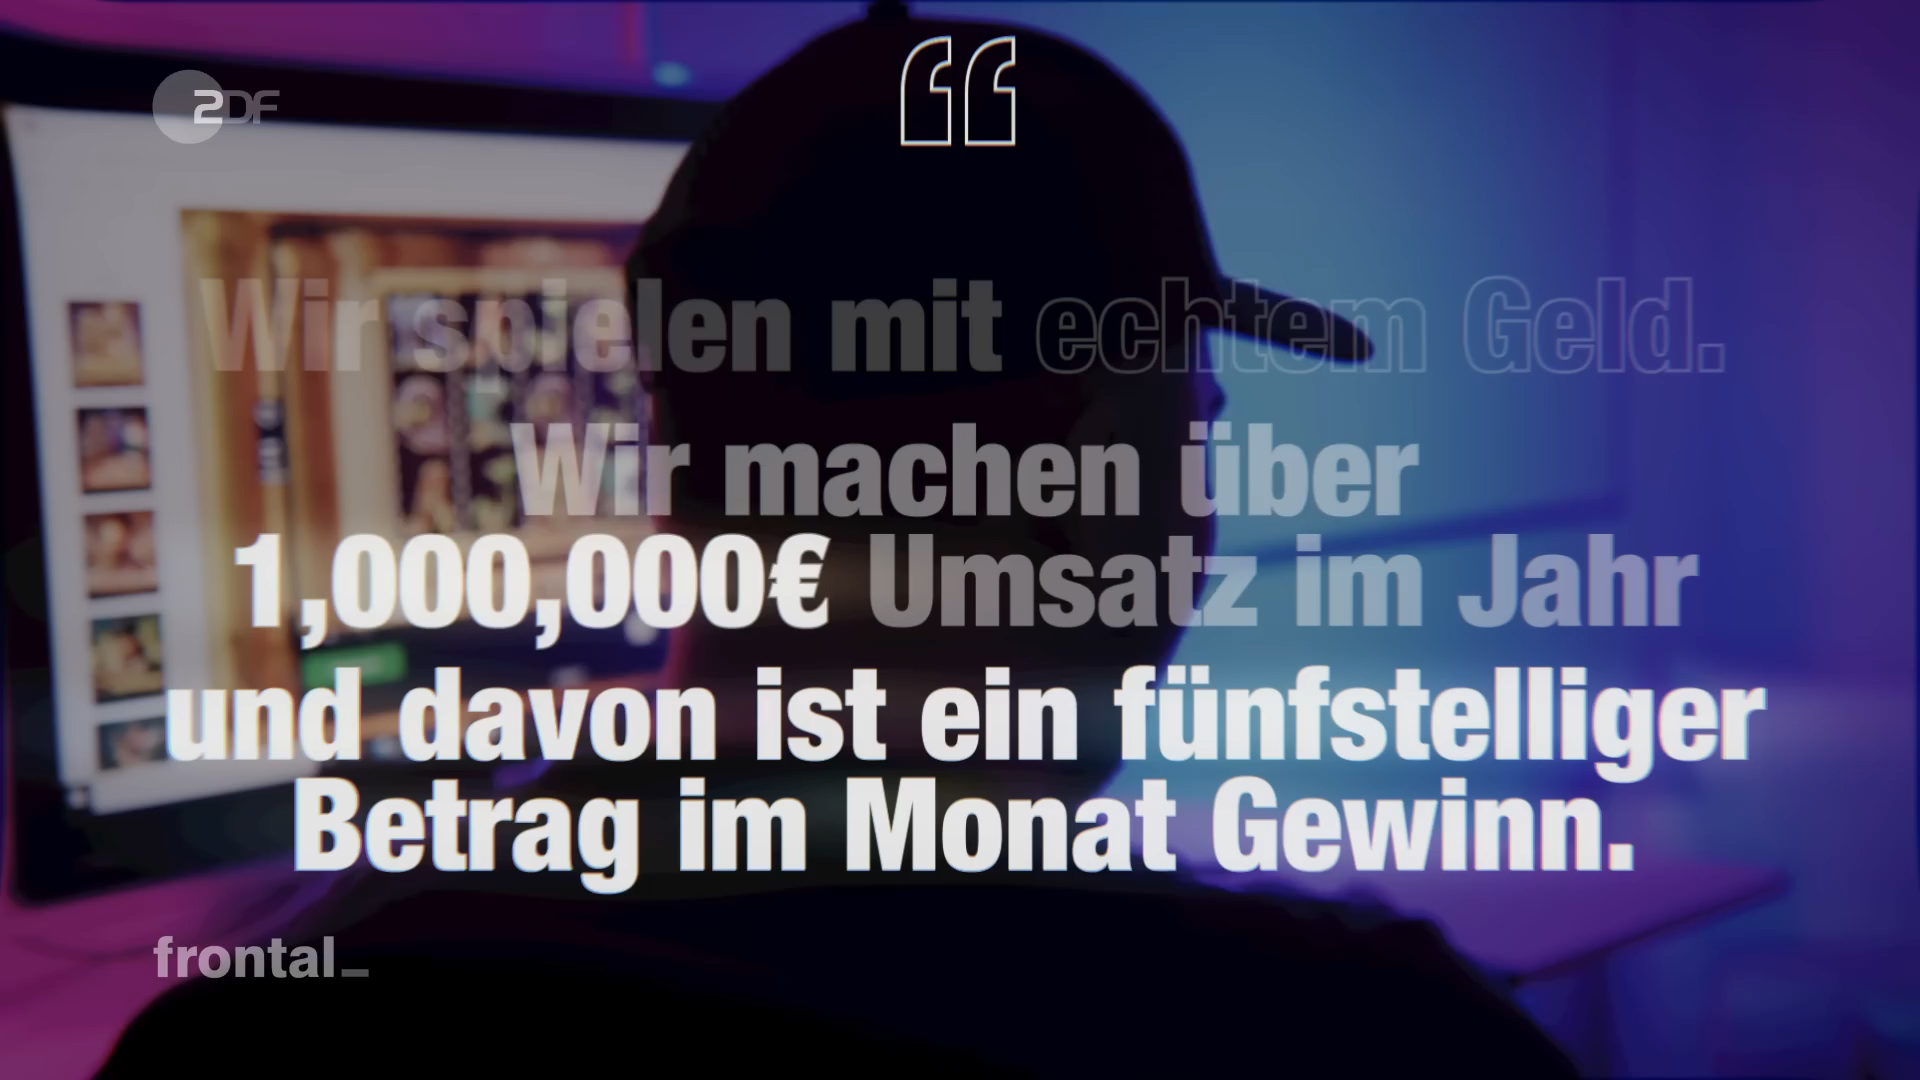 ZDF
Wir spielen mit echtem Geld.
Wir machen über
1,000,000€ Umsatz im Jahr
und davon ist ein fünfstelliger
Betrag im Monat Gewinn.
frontal_